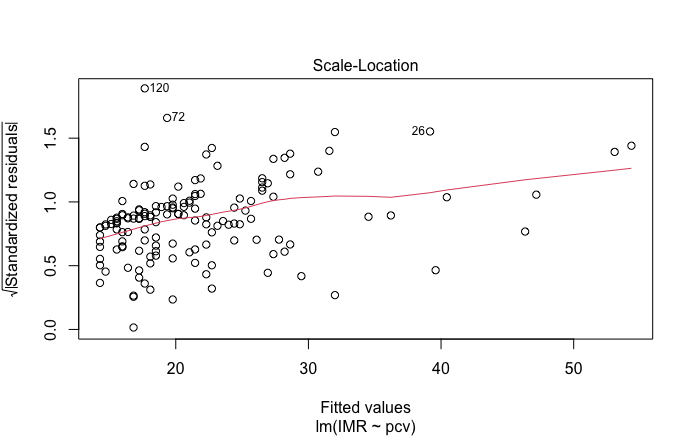 Scale-Location
120
72
26
√|Standardized residuals|
0.0 0.5 1.0 1.5
20 30 40 50
Fitted values
lm(IMR ~ pcv)